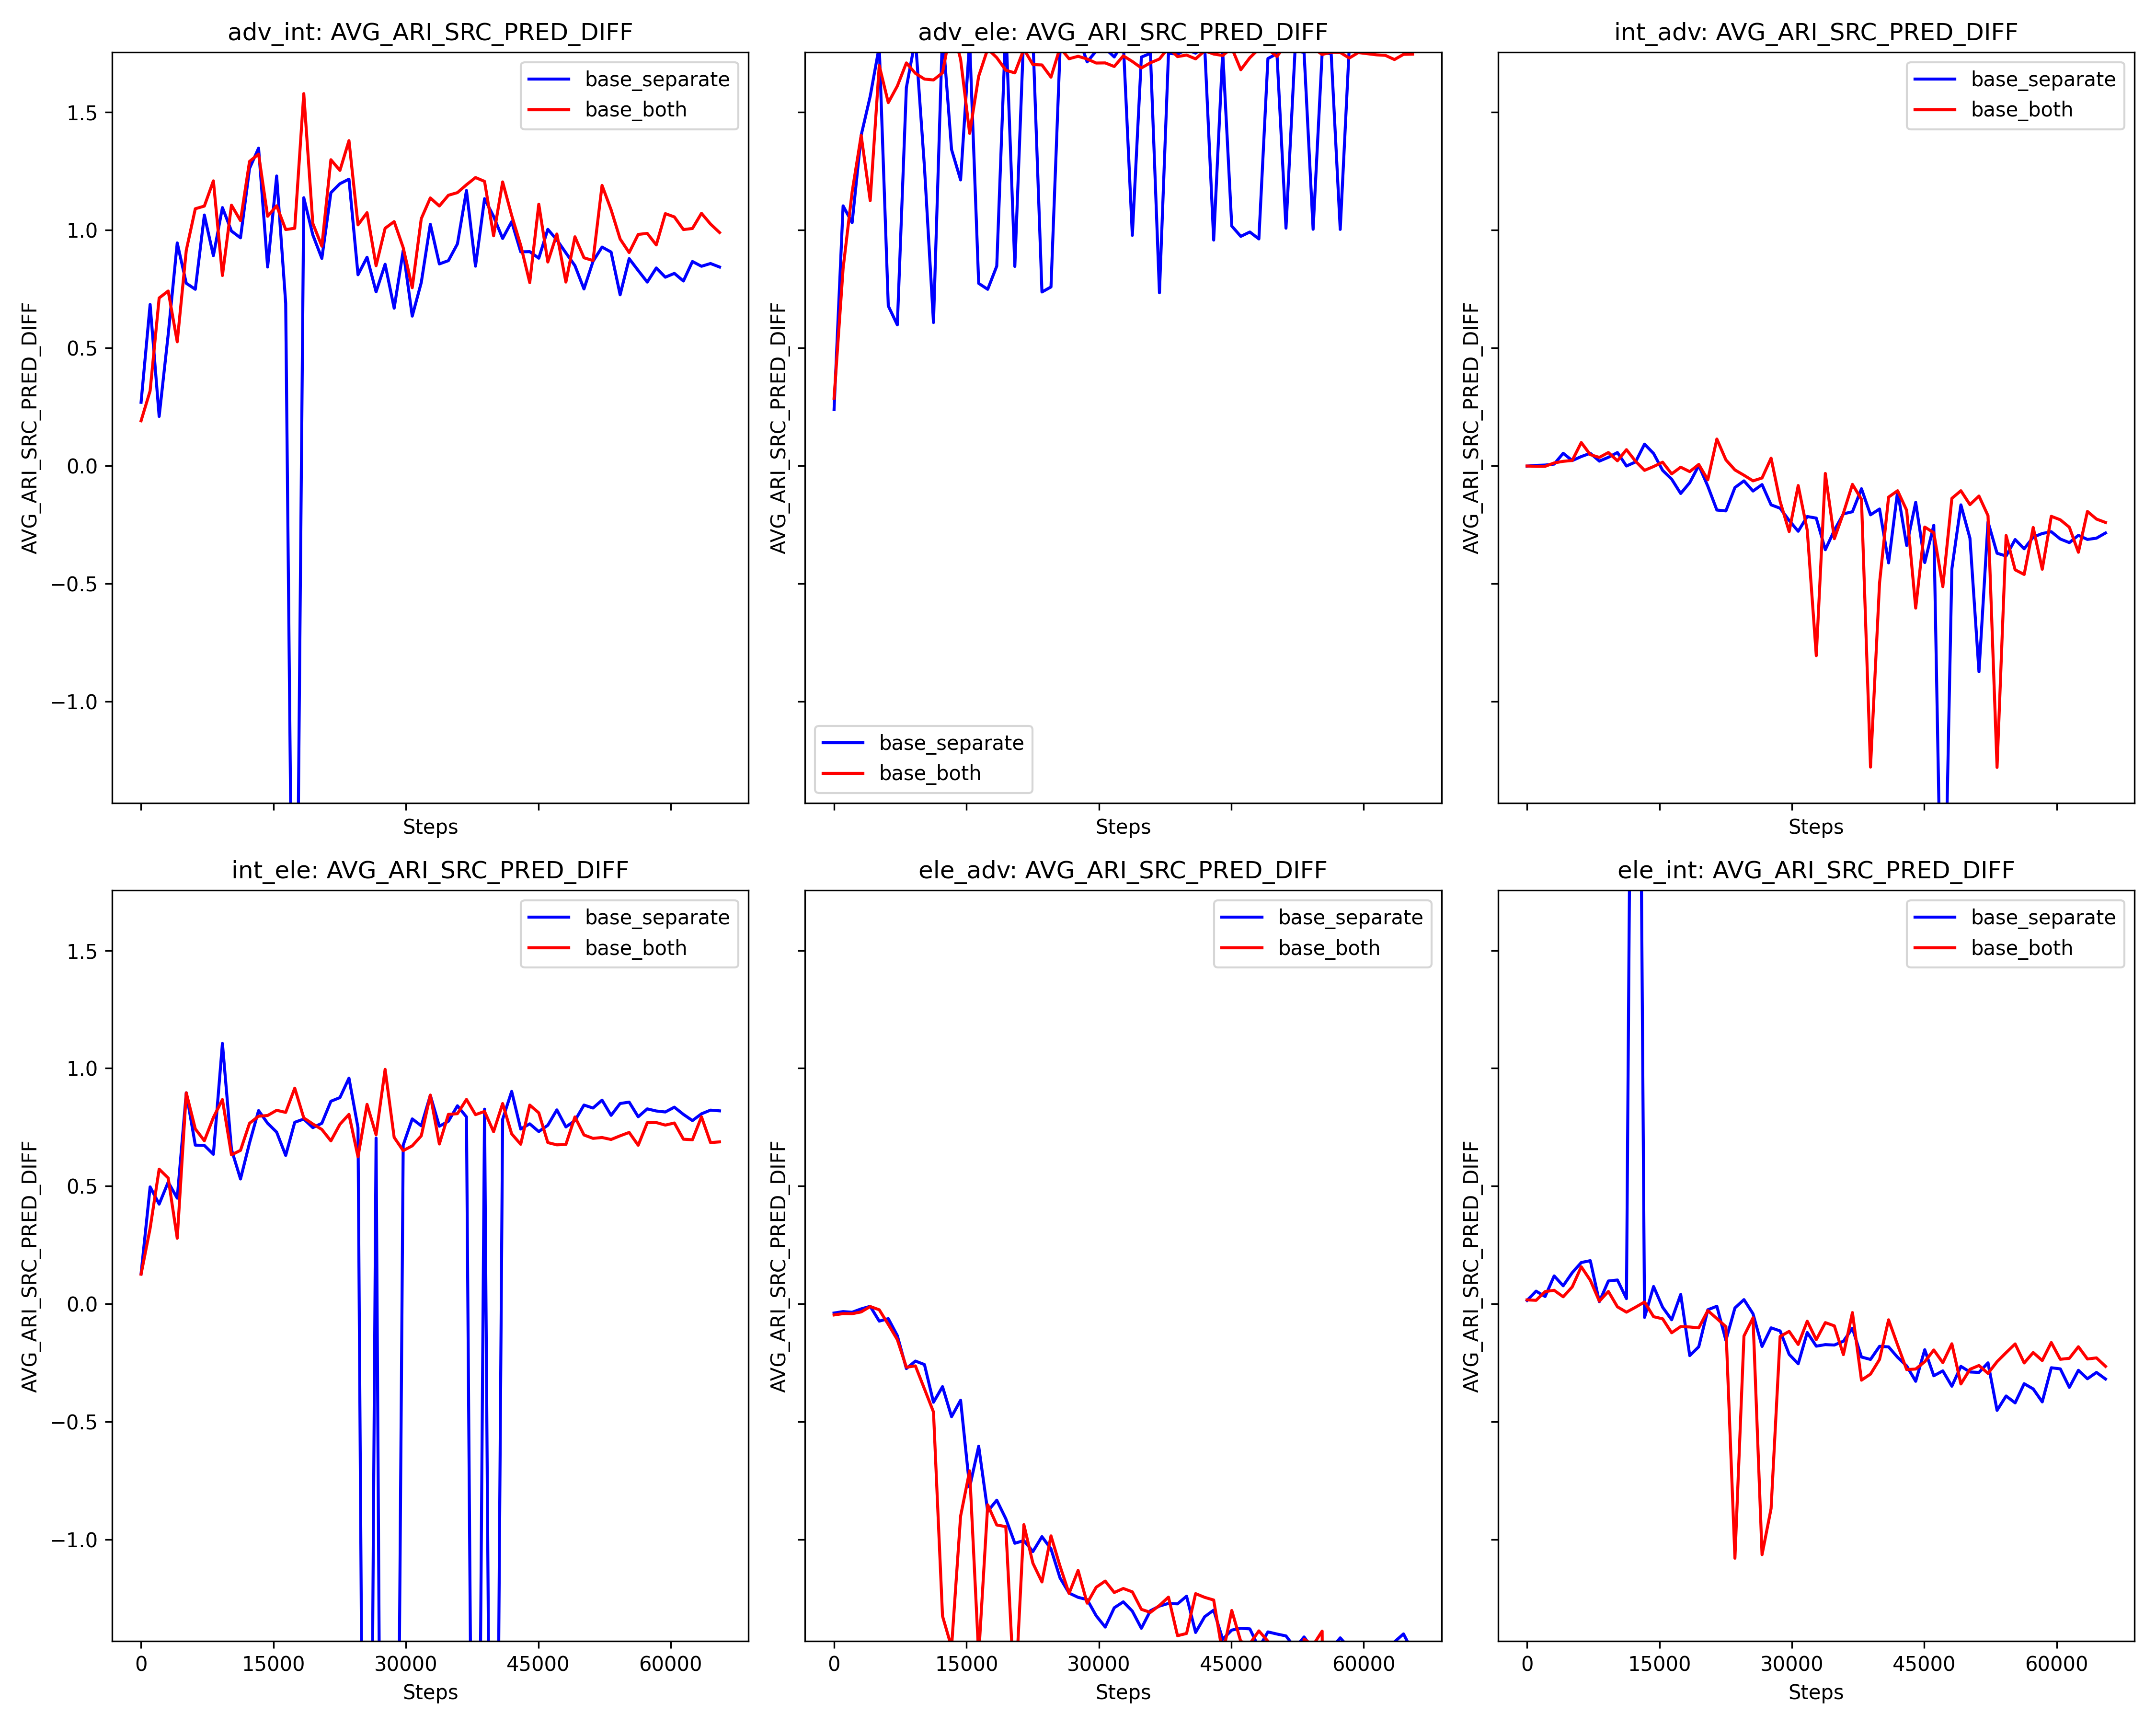 adv_int: AVG_ARI_SRC_PRED_DIFF
AVG_ARI_SRC_PRED_DIFF
1.5
1.0
0.5
0.0
−0.5
−1.0
base_separate
base_both
Steps
adv_ele: AVG_ARI_SRC_PRED_DIFF
AVG_ARI_SRC_PRED_DIFF
base_separate
base_both
Steps
int_adv: AVG_ARI_SRC_PRED_DIFF
AVG_ARI_SRC_PRED_DIFF
base_separate
base_both
Steps
int_ele: AVG_ARI_SRC_PRED_DIFF
AVG_ARI_SRC_PRED_DIFF
1.5
1.0
0.5
0.0
−0.5
−1.0
base_separate
base_both
0 15000 30000 45000 60000
Steps
ele_adv: AVG_ARI_SRC_PRED_DIFF
AVG_ARI_SRC_PRED_DIFF
base_separate
base_both
0 15000 30000 45000 60000
Steps
ele_int: AVG_ARI_SRC_PRED_DIFF
AVG_ARI_SRC_PRED_DIFF
base_separate
base_both
0 15000 30000 45000 60000
Steps